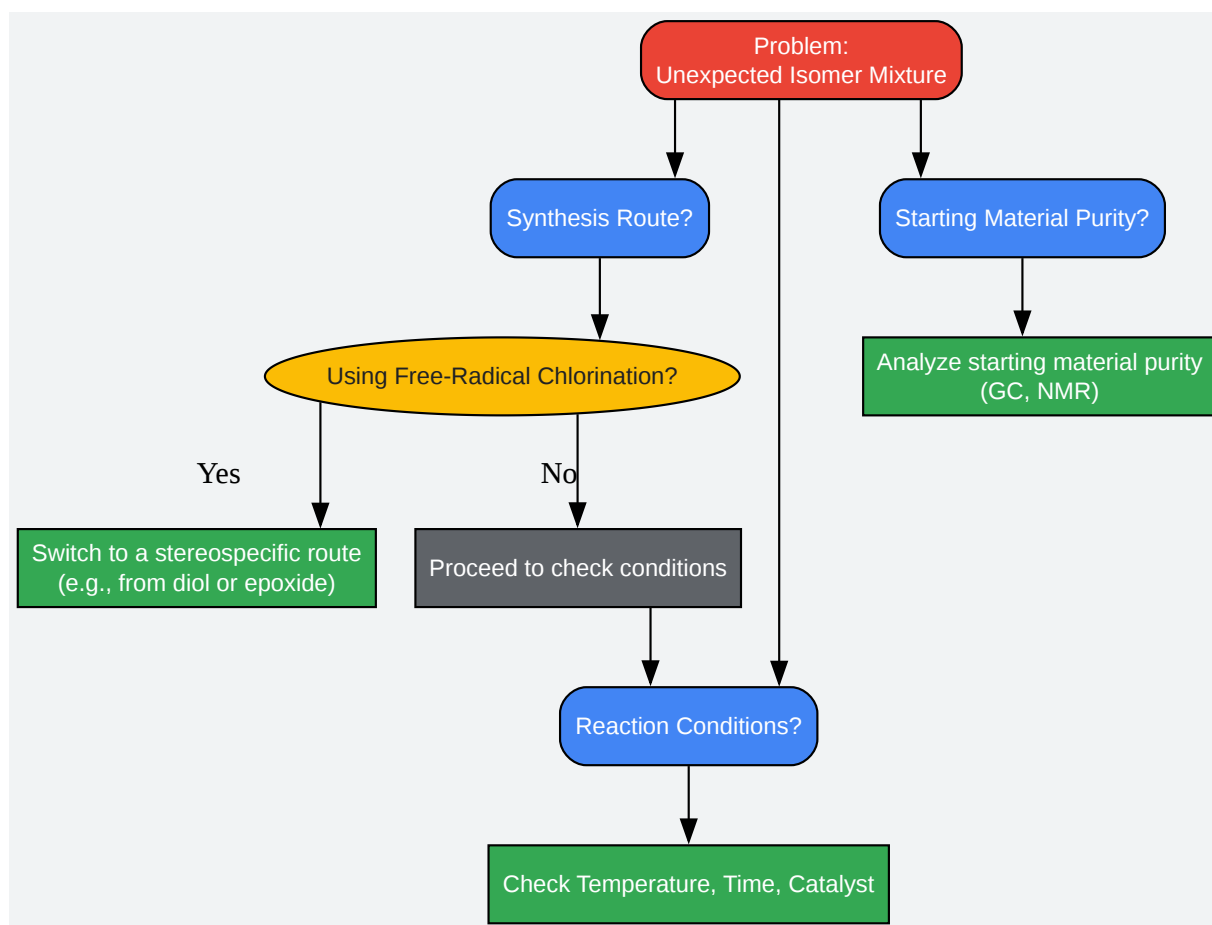 Problem:
Unexpected Isomer Mixture
Synthesis Route?
Starting Material Purity?
Using Free-Radical Chlorination?
Analyze starting material purity
(GC, NMR)
Yes
No
Switch to a stereospecific route
(e.g., from diol or epoxide)
Proceed to check conditions
Reaction Conditions?
Check Temperature, Time, Catalyst